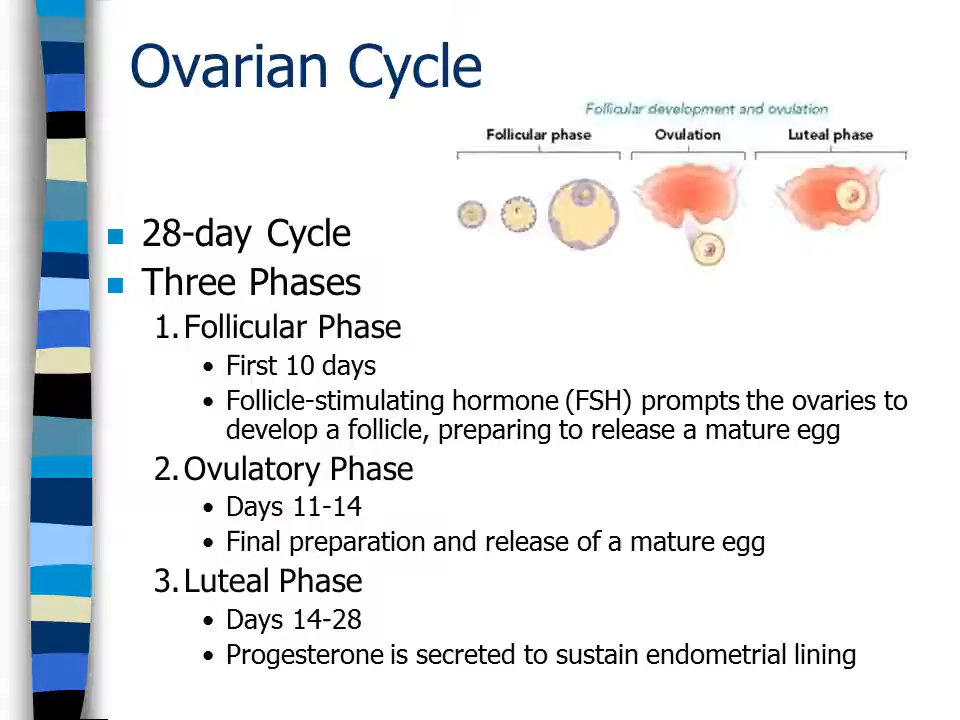 Ovarian Cycle
Follicular development and ovulation
Follicular phase
Ovulation
Luteal phase
28-day Cycle
Three Phases
1. Follicular Phase
• First 10 days
• Follicle-stimulating hormone (FSH) prompts the ovaries to
develop a follicle, preparing to release a mature egg
2. Ovulatory Phase
• Days 11-14
• Final preparation and release of a mature egg
3. Luteal Phase
• Days 14-28
• Progesterone is secreted to sustain endometrial lining